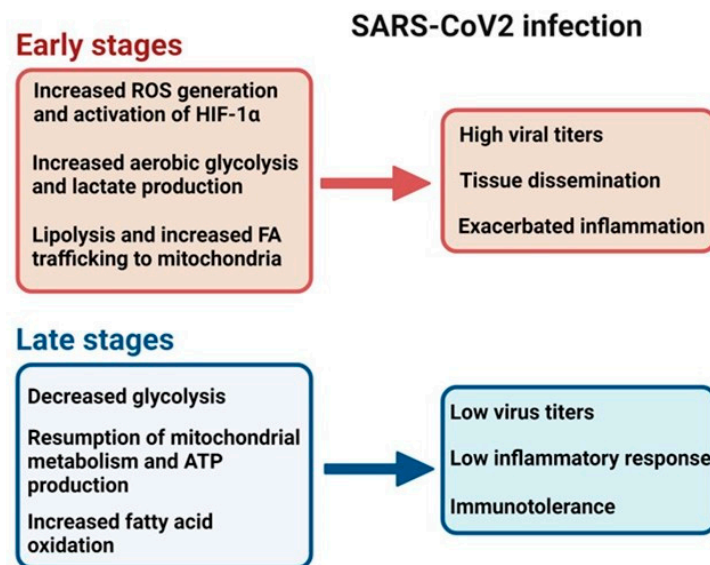 SARS-CoV2 infection
Early stages
Increased ROS generation
and activation of HIF-1α
Increased aerobic glycolysis
and lactate production
Lipolysis and increased FA
trafficking to mitochondria
High viral titers
Tissue dissemination
Exacerbated inflammation
Late stages
Decreased glycolysis
Resumption of mitochondrial
metabolism and ATP
production
Increased fatty acid
oxidation
Low virus titers
Low inflammatory response
Immunotolerance